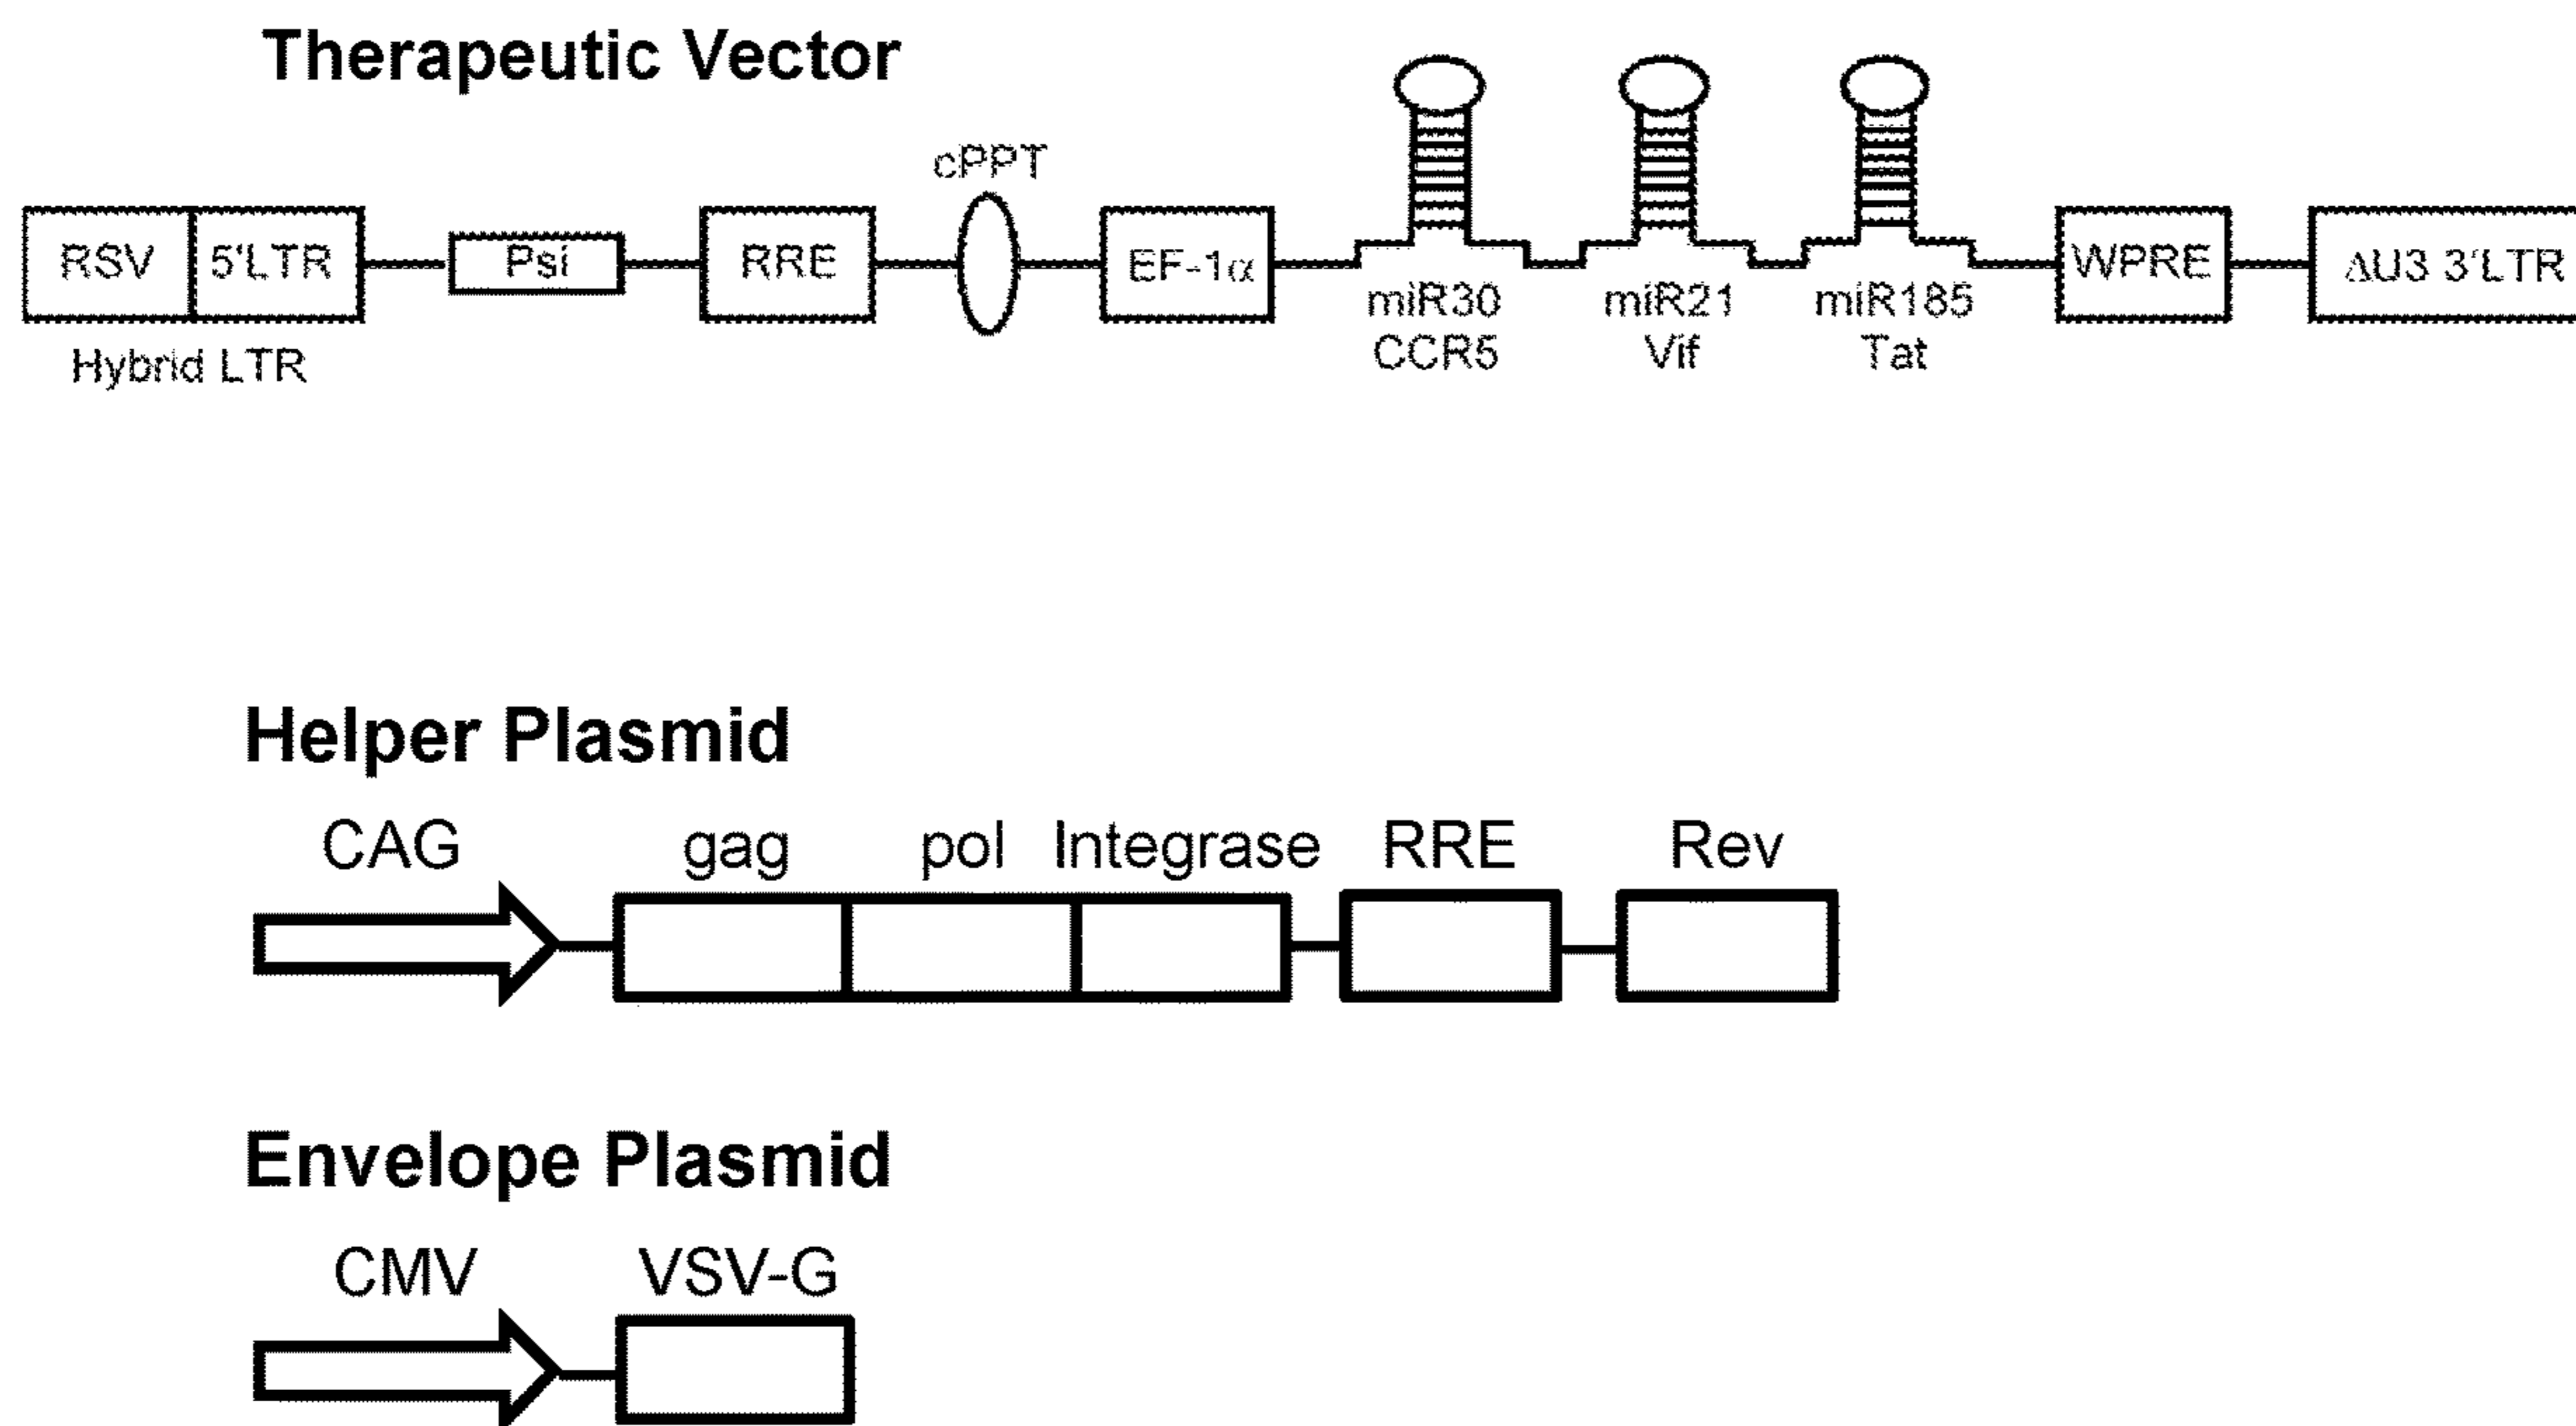 Therapeutic Vector
cPPT
RSV 5'LTR Psi RRE EF-1α WPRE ΔU3 3'LTR
miR30 miR21 miR185
CCR5 Vif Tat
Hybrid LTR
Helper Plasmid
CAG gag pol Integrase RRE Rev
Envelope Plasmid
CMV VSV-G